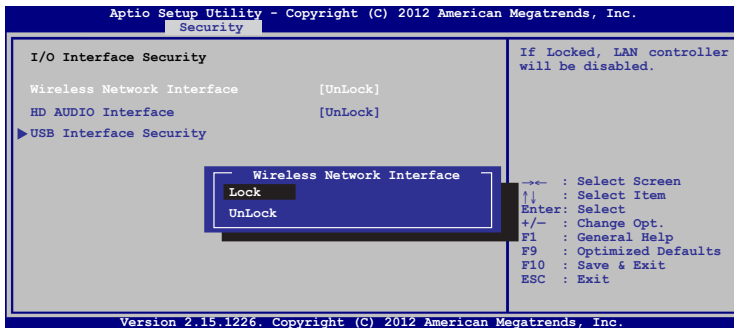 Aptio Setup Utility - Copyright (C) 2012 American Megatrends, Inc.
Security
I/O Interface Security
Wireless Network Interface [UnLock]
HD AUDIO Interface [UnLock]
USB Interface Security
If Locked, LAN controller
will be disabled.
Wireless Network Interface
Lock
UnLock
→← : Select Screen
↑↓ : Select Item
Enter: Select
+/— : Change Opt.
F1 : General Help
F9 : Optimized Defaults
F10 : Save & Exit
ESC : Exit
Version 2.15.1226. Copyright (C) 2012 American Megatrends, Inc.